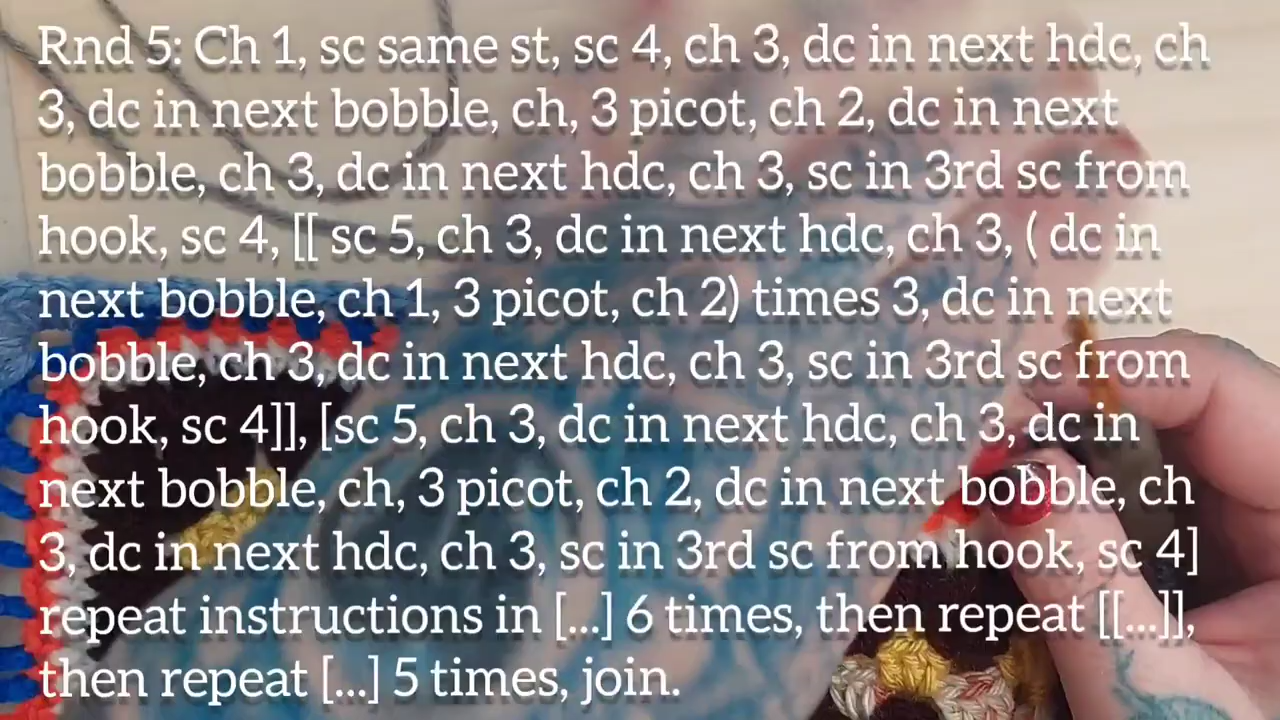 Rnd 5: Ch 1, sc same st, sc 4, ch 3, dc in next hdc, ch
3, dc in next bobble, ch, 3 picot, ch 2, dc in next
bobble, ch 3, dc in next hdc, ch 3, sc in 3rd sc from
hook, sc 4, [[ sc 5, ch 3, dc in next hdc, ch 3, ( dc in
next bobble, ch 1, 3 picot, ch 2) times 3, dc in next
bobble, ch 3, dc in next hdc, ch 3, sc in 3rd sc from
hook, sc 4]], [sc 5, ch 3, dc in next hdc, ch 3, dc in
next bobble, ch, 3 picot, ch 2, dc in next bobble, ch
3, dc in next hdc, ch 3, sc in 3rd sc from hook, sc 4]
repeat instructions in [...] 6 times, then repeat [[...]],
then repeat [...] 5 times, join.